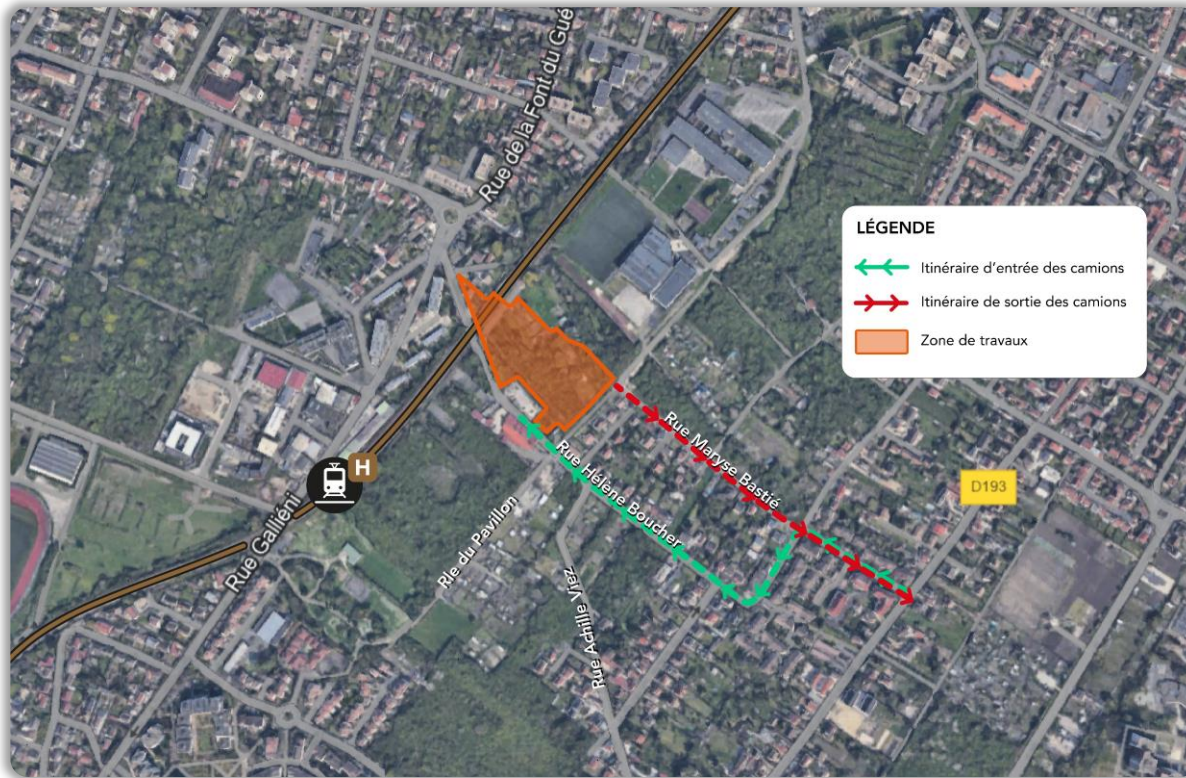 Rue de la Font du Gué
LÉGENDE
Itinéraire d'entrée des camions
Itinéraire de sortie des camions
Zone de travaux
Rue Maryse Bastié
Rue Hélène Boucher
H
D193
Rue Galliéni
Rle du Pavillon
Rue Achille Viez